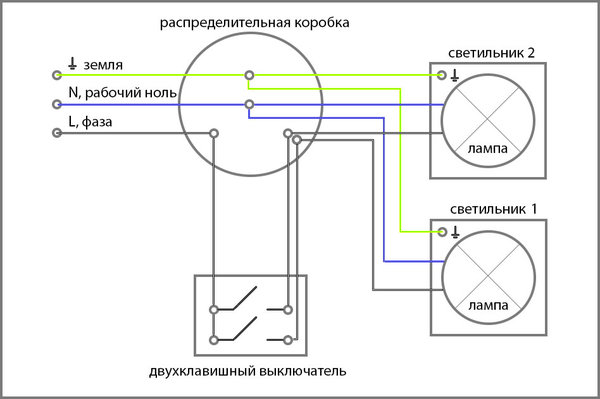 распределительная коробка
земля
N, рабочий ноль
L, фаза
светильник 2
лампа
светильник 1
лампа
двухклавишный выключатель